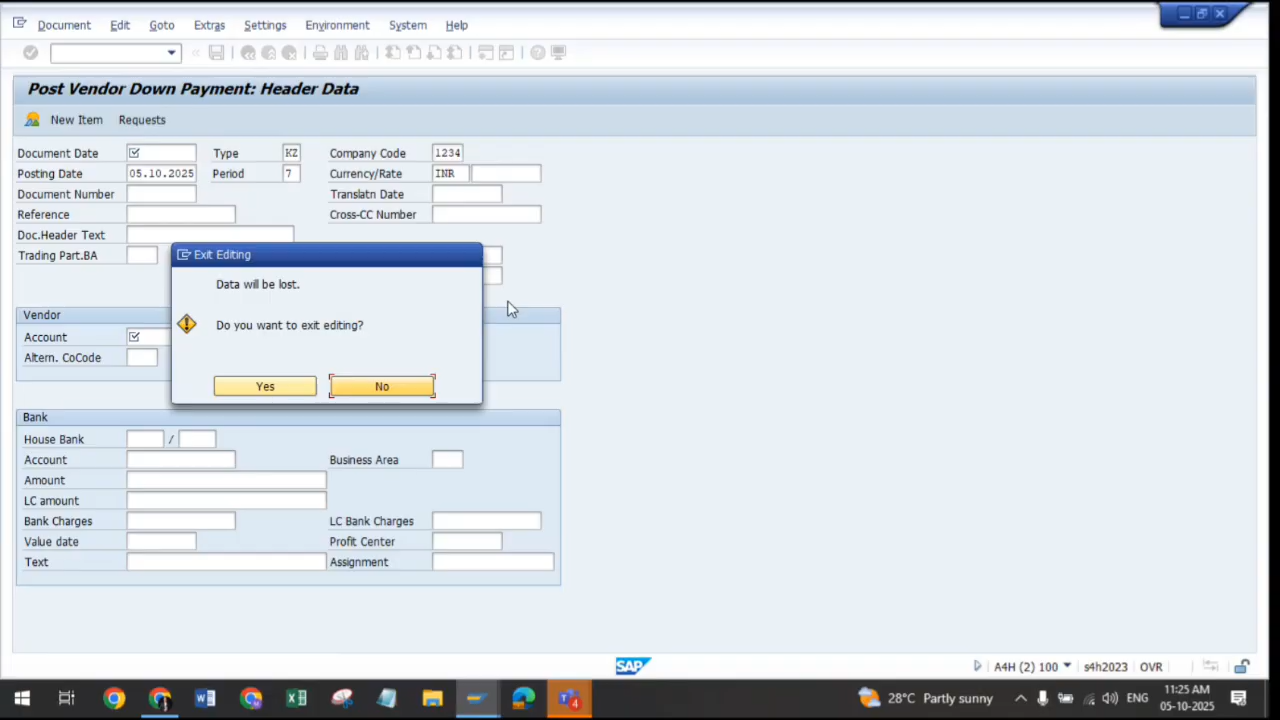 Document Edit Goto Extras Settings Environment System Help
Post Vendor Down Payment: Header Data
New Item Requests
Document Date Type KZ Company Code 1234
Posting Date 05.10.2025 Period 7 Currency/Rate INR
Document Number Translatn Date
Reference Cross-CC Number
Doc.Header Text
Trading Part.BA
Exit Editing
Data will be lost.
Do you want to exit editing?
Yes No
Vendor
Account
Altern. CoCode
Bank
House Bank /
Account Business Area
Amount
LC amount
Bank Charges LC Bank Charges
Value date Profit Center
Text Assignment
SAP A4H (2) 100 s4h2023 OVR
4 28°C Partly sunny ENG 11:25 AM
05-10-2025